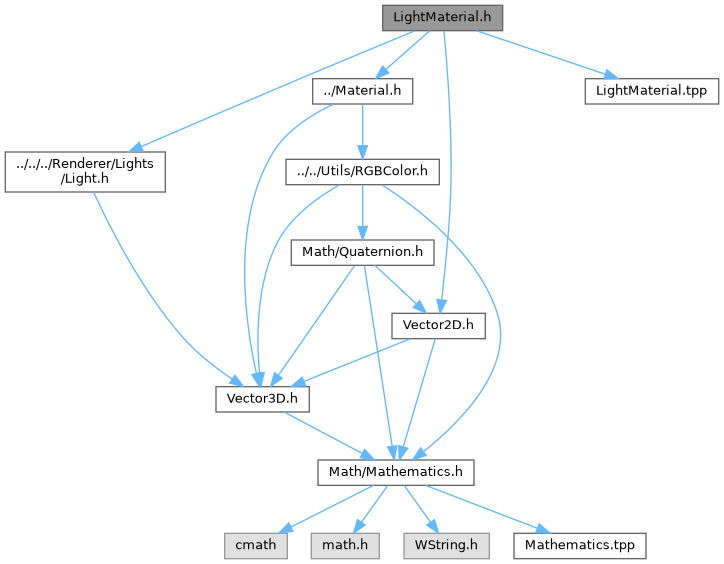 LightMaterial.h
../Material.h
LightMaterial.tpp
../../../Renderer/Lights
/Light.h
../../Utils/RGBColor.h
Math/Quaternion.h
Vector2D.h
Vector3D.h
Math/Mathematics.h
cmath
math.h
WString.h
Mathematics.tpp